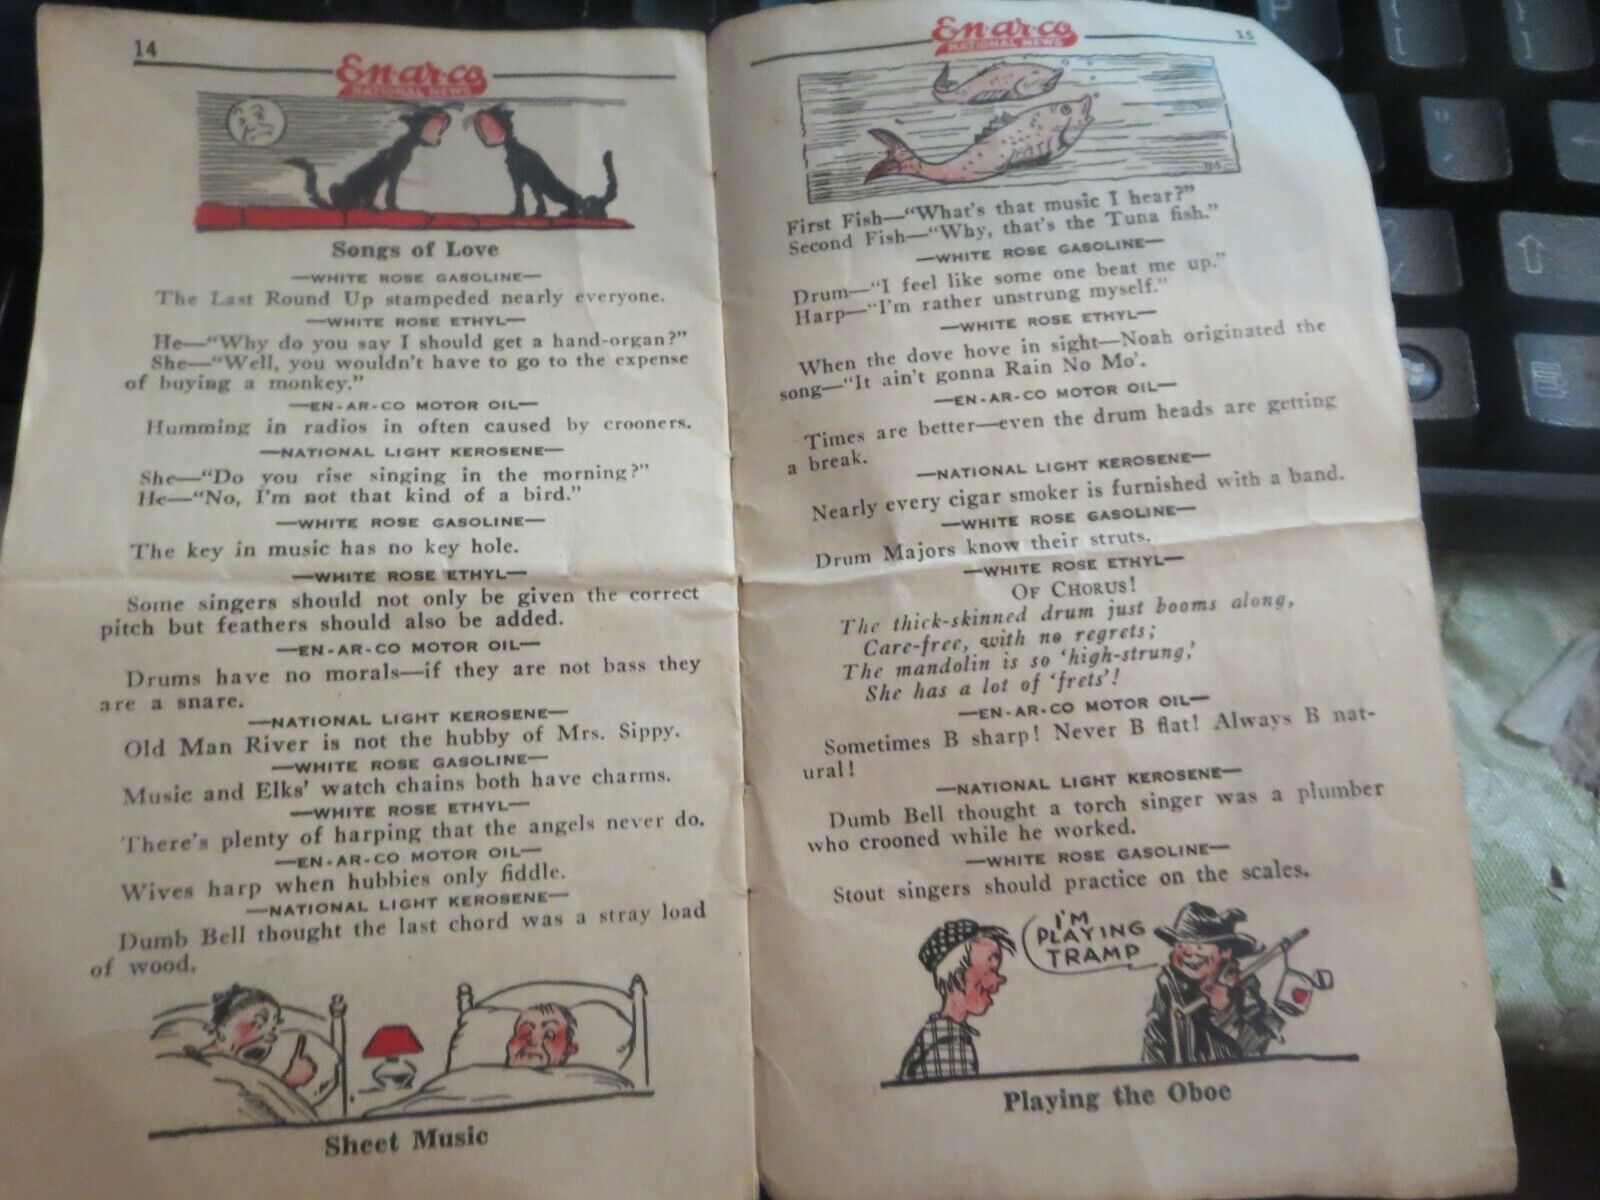 14
En-ar-co
NATIONAL NEWS
Songs of Love
—WHITE ROSE GASOLINE—
The Last Round Up stampeded nearly everyone.
—WHITE ROSE ETHYL—
He—"Why do you say I should get a hand-organ?"
She—"Well, you wouldn't have to go to the expense
of buying a monkey."
—EN-AR-CO MOTOR OIL—
Humming in radios in often caused by crooners.
—NATIONAL LIGHT KEROSENE—
She—"Do you rise singing in the morning?"
He—"No, I'm not that kind of a bird."
—WHITE ROSE GASOLINE—
The key in music has no key hole.
—WHITE ROSE ETHYL—
Some singers should not only be given the correct
pitch but feathers should also be added.
—EN-AR-CO MOTOR OIL—
Drums have no morals—if they are not bass they
are a snare.
—NATIONAL LIGHT KEROSENE—
Old Man River is not the hubby of Mrs. Sippy.
—WHITE ROSE GASOLINE—
Music and Elks' watch chains both have charms.
—WHITE ROSE ETHYL—
There's plenty of harping that the angels never do.
—EN-AR-CO MOTOR OIL—
Wives harp when hubbies only fiddle.
—NATIONAL LIGHT KEROSENE—
Dumb Bell thought the last chord was a stray load
of wood.
Sheet Music
En-ar-co
NATIONAL NEWS
15
First Fish—"What's that music I hear?"
Second Fish—"Why, that's the Tuna fish."
—WHITE ROSE GASOLINE—
Drum—"I feel like some one beat me up."
Harp—"I'm rather unstrung myself."
—WHITE ROSE ETHYL—
When the dove hove in sight—Noah originated the
song—"It ain't gonna Rain No Mo'.
—EN-AR-CO MOTOR OIL—
Times are better—even the drum heads are getting
a break.
—NATIONAL LIGHT KEROSENE—
Nearly every cigar smoker is furnished with a band.
—WHITE ROSE GASOLINE—
Drum Majors know their struts.
—WHITE ROSE ETHYL—
OF CHORUS!
The thick-skinned drum just booms along,
Care-free, with no regrets;
The mandolin is so 'high-strung,'
She has a lot of 'frets'!
—EN-AR-CO MOTOR OIL—
Sometimes B sharp! Never B flat! Always B nat-
ural!
—NATIONAL LIGHT KEROSENE—
Dumb Bell thought a torch singer was a plumber
who crooned while he worked.
—WHITE ROSE GASOLINE—
Stout singers should practice on the scales.
I'M
PLAYING
TRAMP
Playing the Oboe